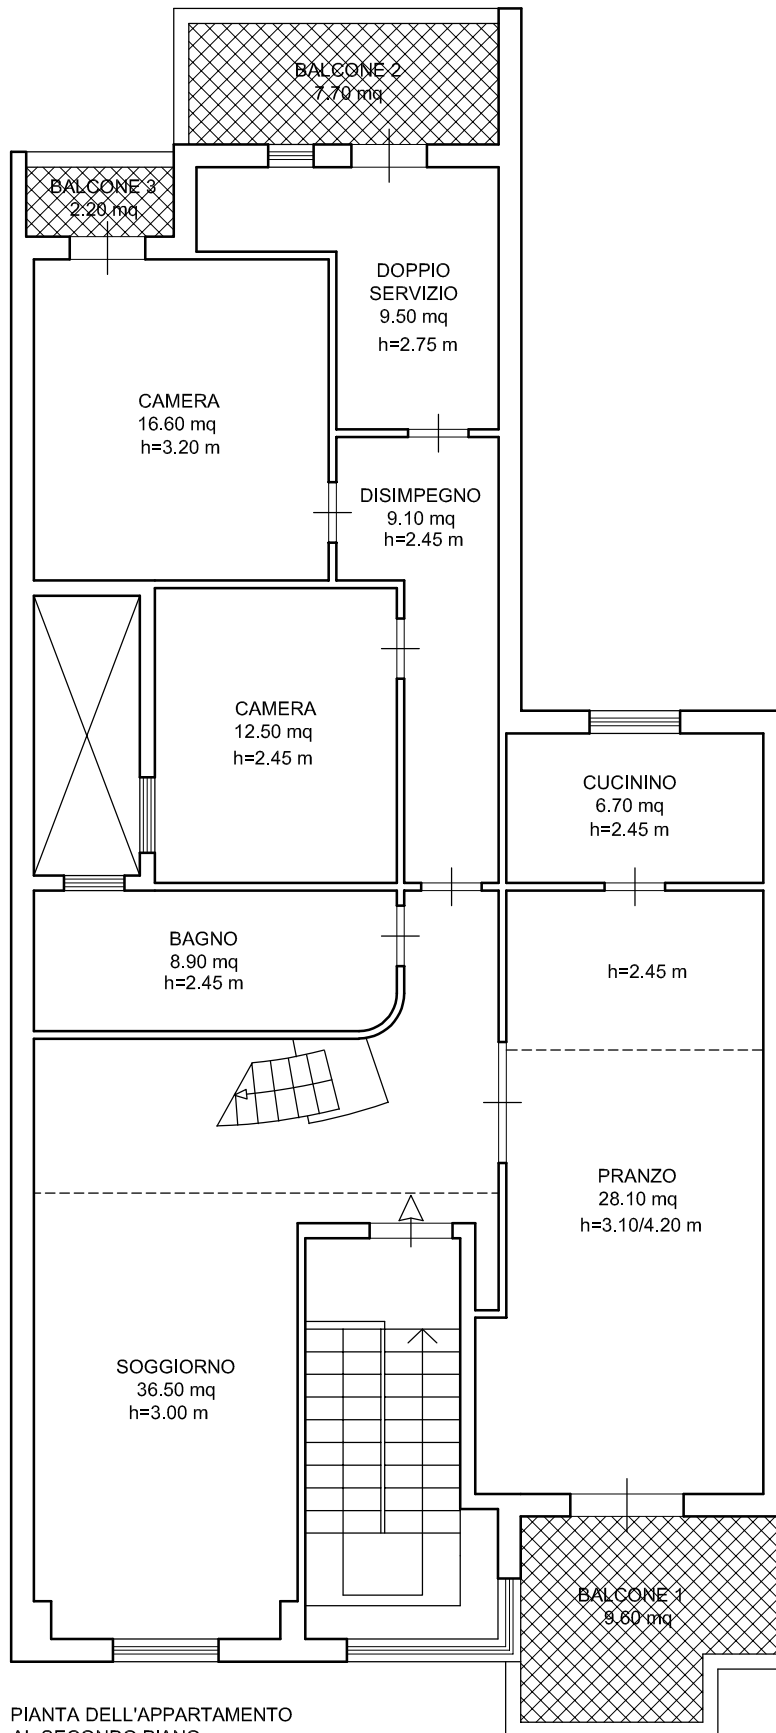 BALCONE 2
7.70 mq
BALCONE 3
2.20 mq
DOPPIO
SERVIZIO
9.50 mq
h=2.75 m
CAMERA
16.60 mq
h=3.20 m
DISIMPEGNO
9.10 mq
h=2.45 m
CAMERA
12.50 mq
h=2.45 m
CUCININO
6.70 mq
h=2.45 m
BAGNO
8.90 mq
h=2.45 m
h=2.45 m
PRANZO
28.10 mq
h=3.10/4.20 m
SOGGIORNO
36.50 mq
h=3.00 m
BALCONE 1
9.60 mq
PIANTA DELL'APPARTAMENTO
AL SECONDO PIANO